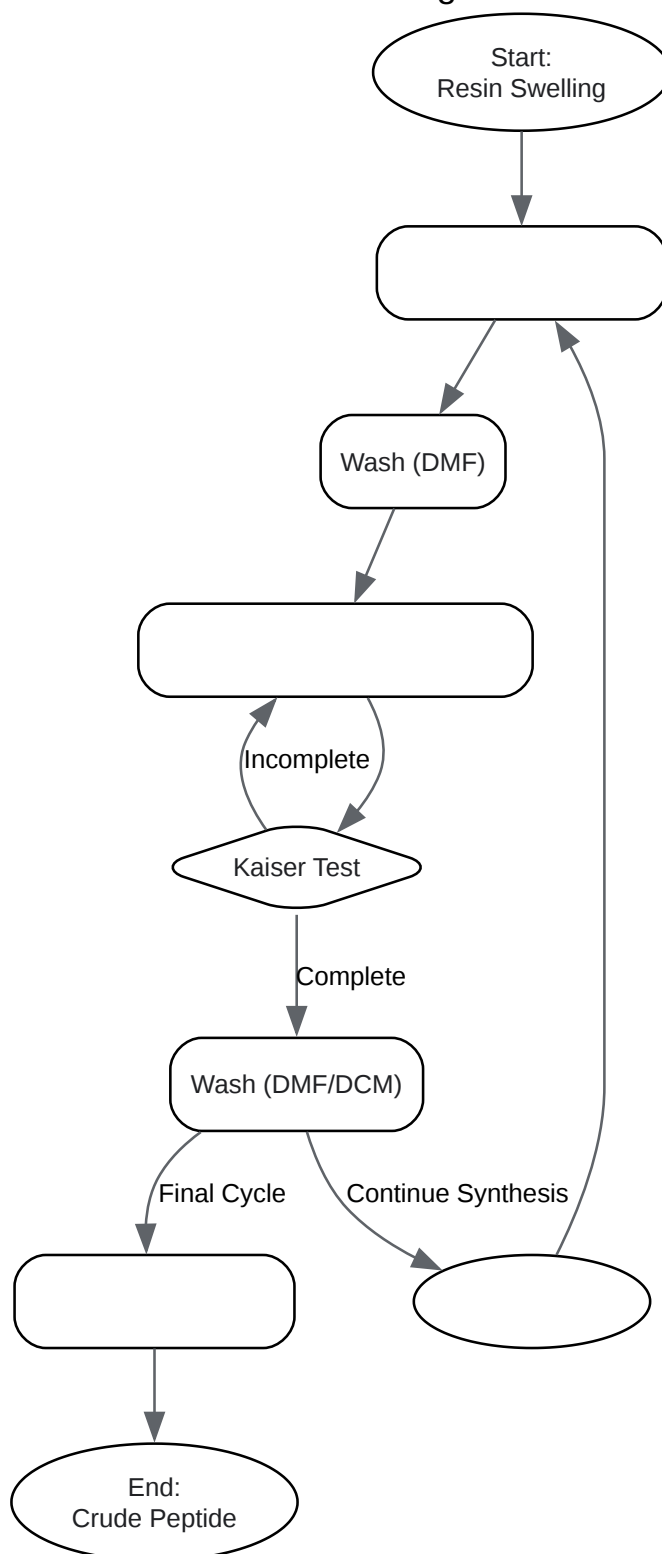 Start:
Resin Swelling
Wash (DMF)
Incomplete
Kaiser Test
Complete
Wash (DMF/DCM)
Final Cycle
Continue Synthesis
End:
Crude Peptide